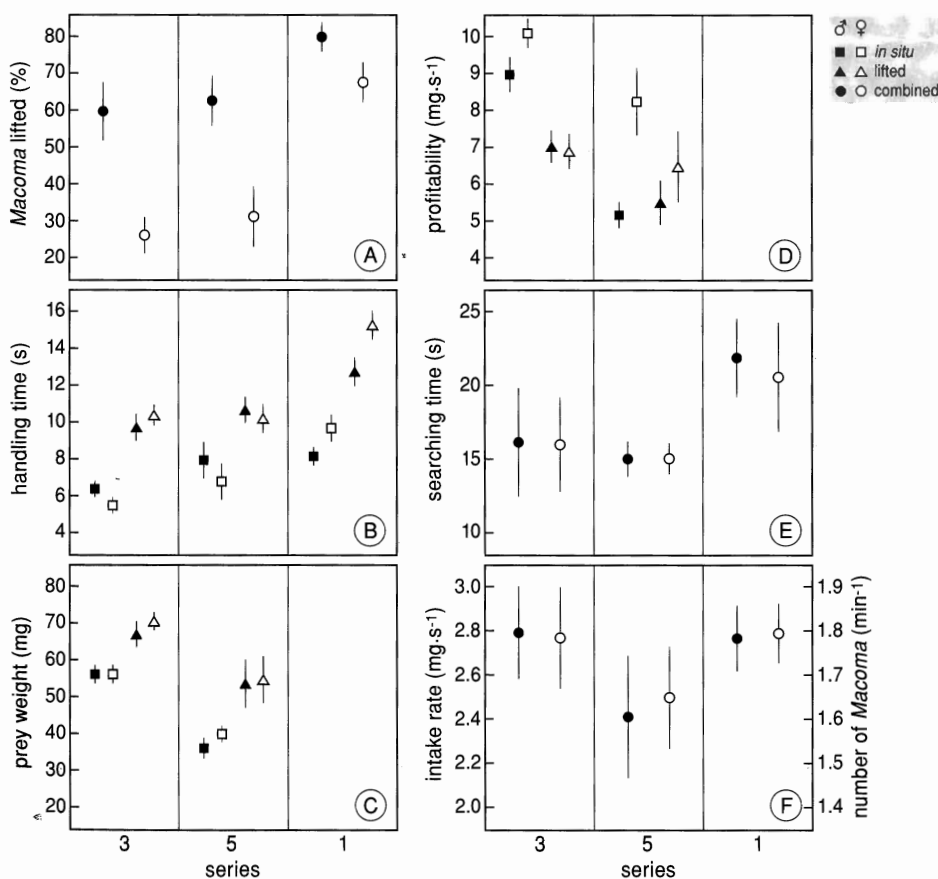 80
70
60
50
40
30
20
Macoma lifted (%)
A
16
14
12
10
8
6
4
handling time (s)
B
80
70
60
50
40
30
20
prey weight (mg)
C
3 5 1
series
10
9
8
7
6
5
4
profitability (mg.s-1)
D
25
20
15
10
searching time (s)
E
3.0
2.8
2.6
2.4
2.2
2.0
intake rate (mg.s-1)
1.9
1.8
1.7
1.6
1.5
1.4
number of Macoma (min-1)
F
3 5 1
series
♂ ♀
in situ
lifted
combined